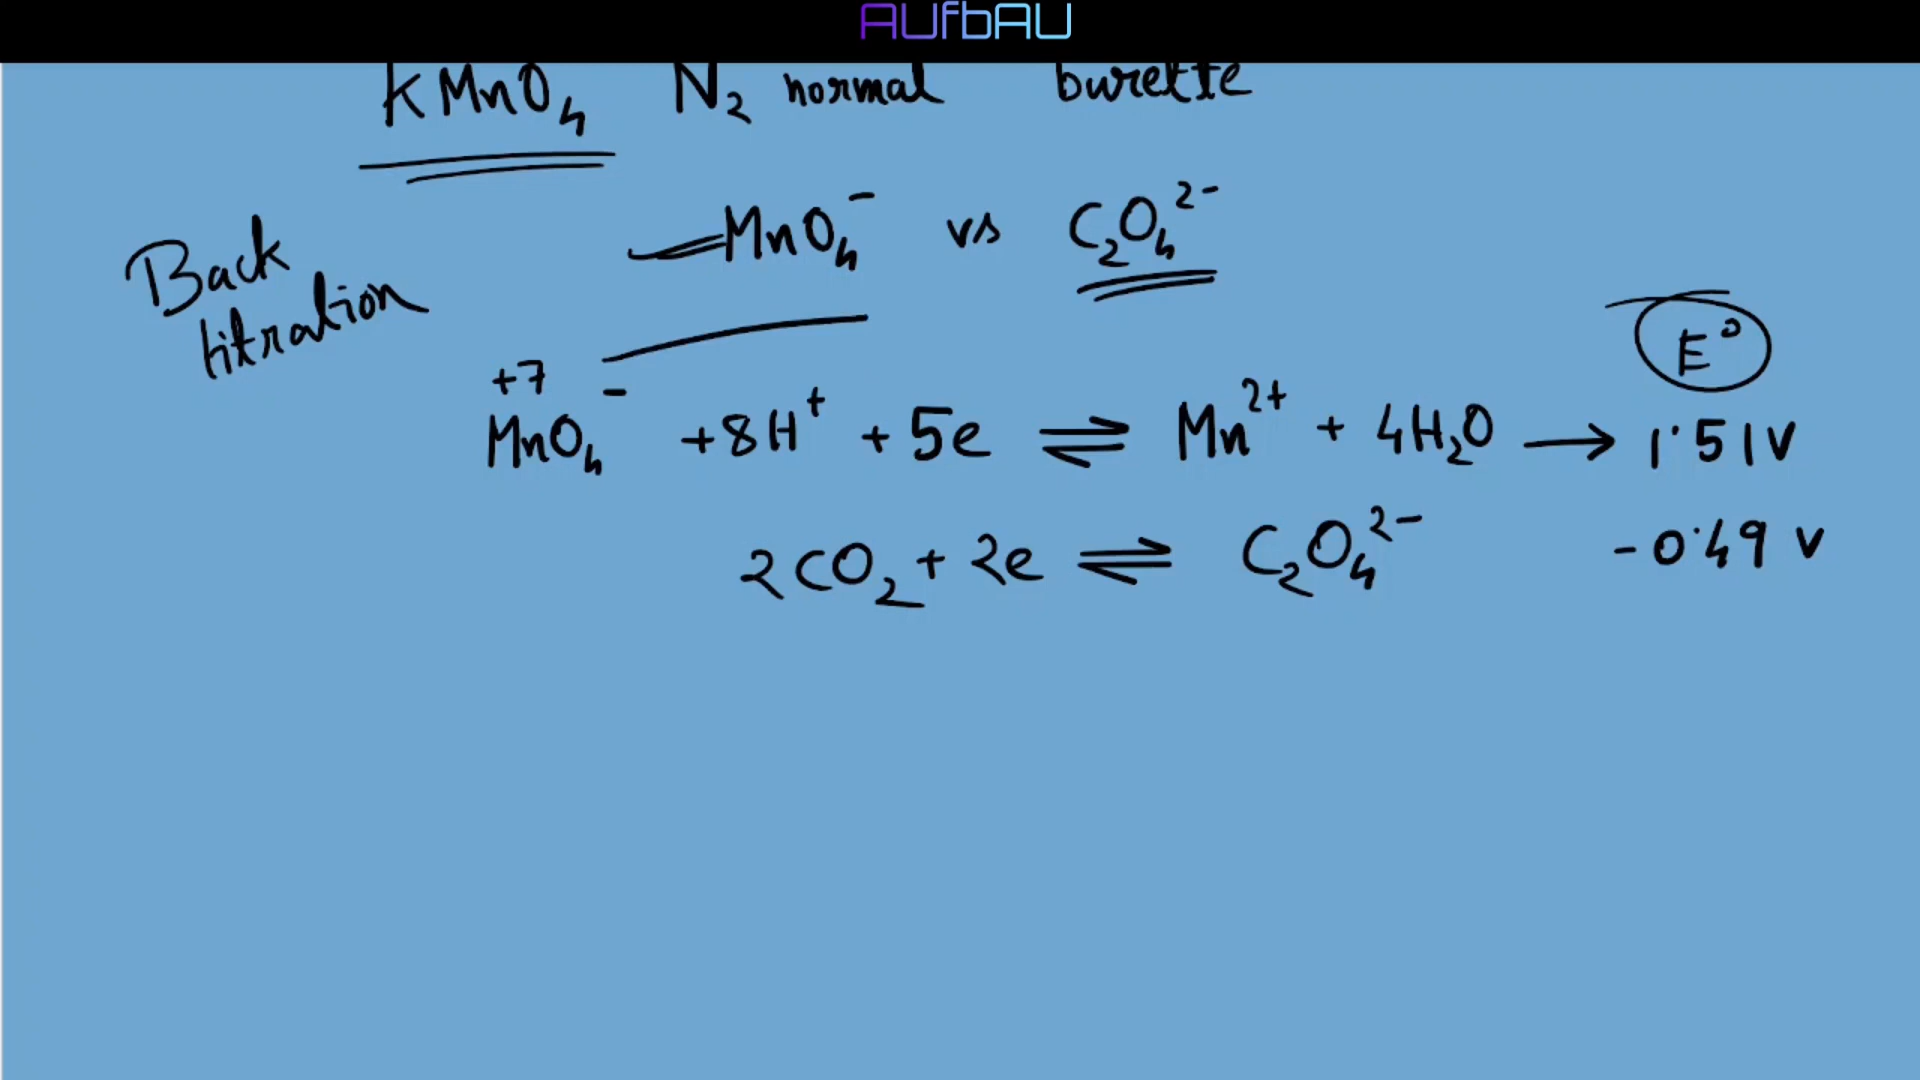 AUfbAU
KMnO₄ N₂ normal burette
MnO₄⁻ vs C₂O₄²⁻
Back
titration
E⁰
+7
MnO₄⁻ +8H⁺ + 5e ⇌ Mn²⁺ + 4H₂O → 1.51V
2CO₂ + 2e ⇌ C₂O₄²⁻ -0.49 V